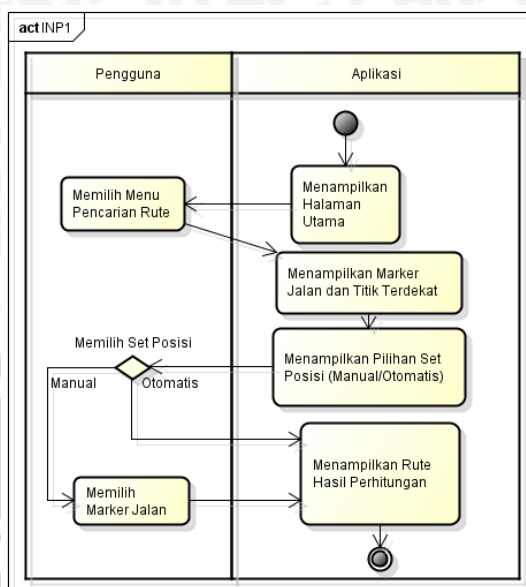 act INP1
Pengguna
Aplikasi
Menampilkan
Halaman
Utama
Memilih Menu
Pencarian Rute
Menampilkan Marker
Jalan dan Titik Terdekat
Memilih Set Posisi
Menampilkan Pilihan Set
Posisi (Manual/Otomatis)
Manual
Otomatis
Menampilkan Rute
Hasil Perhitungan
Memilih
Marker Jalan